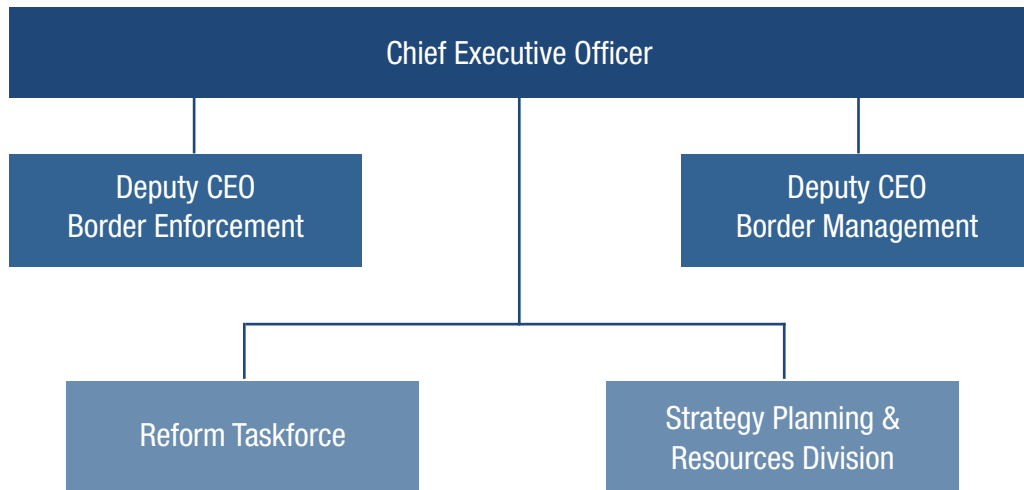 Chief Executive Officer
Deputy CEO
Border Enforcement
Deputy CEO
Border Management
Reform Taskforce
Strategy Planning &
Resources Division